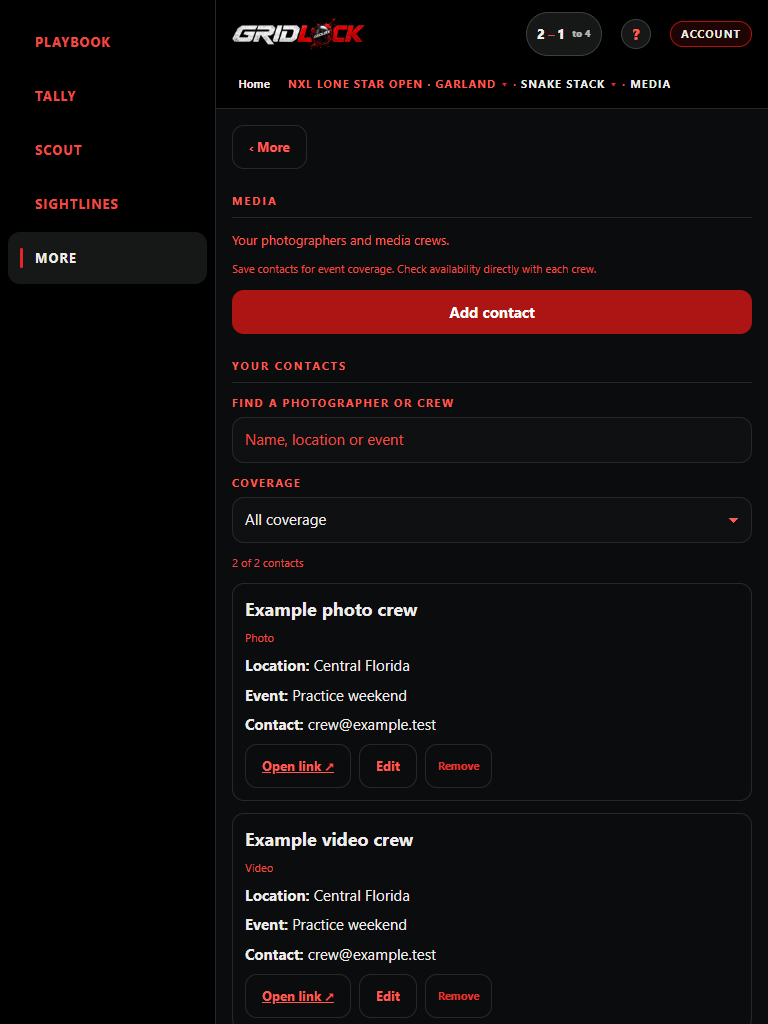 PLAYBOOK
TALLY
SCOUT
SIGHTLINES
MORE
GRIDLOCK
2 – 1 to 4
?
ACCOUNT
Home NXL LONE STAR OPEN · GARLAND ▾ · SNAKE STACK ▾ · MEDIA
‹ More
MEDIA
Your photographers and media crews.
Save contacts for event coverage. Check availability directly with each crew.
Add contact
YOUR CONTACTS
FIND A PHOTOGRAPHER OR CREW
Name, location or event
COVERAGE
All coverage
2 of 2 contacts
Example photo crew
Photo
Location: Central Florida
Event: Practice weekend
Contact: crew@example.test
Open link ↗ Edit Remove
Example video crew
Video
Location: Central Florida
Event: Practice weekend
Contact: crew@example.test
Open link ↗ Edit Remove